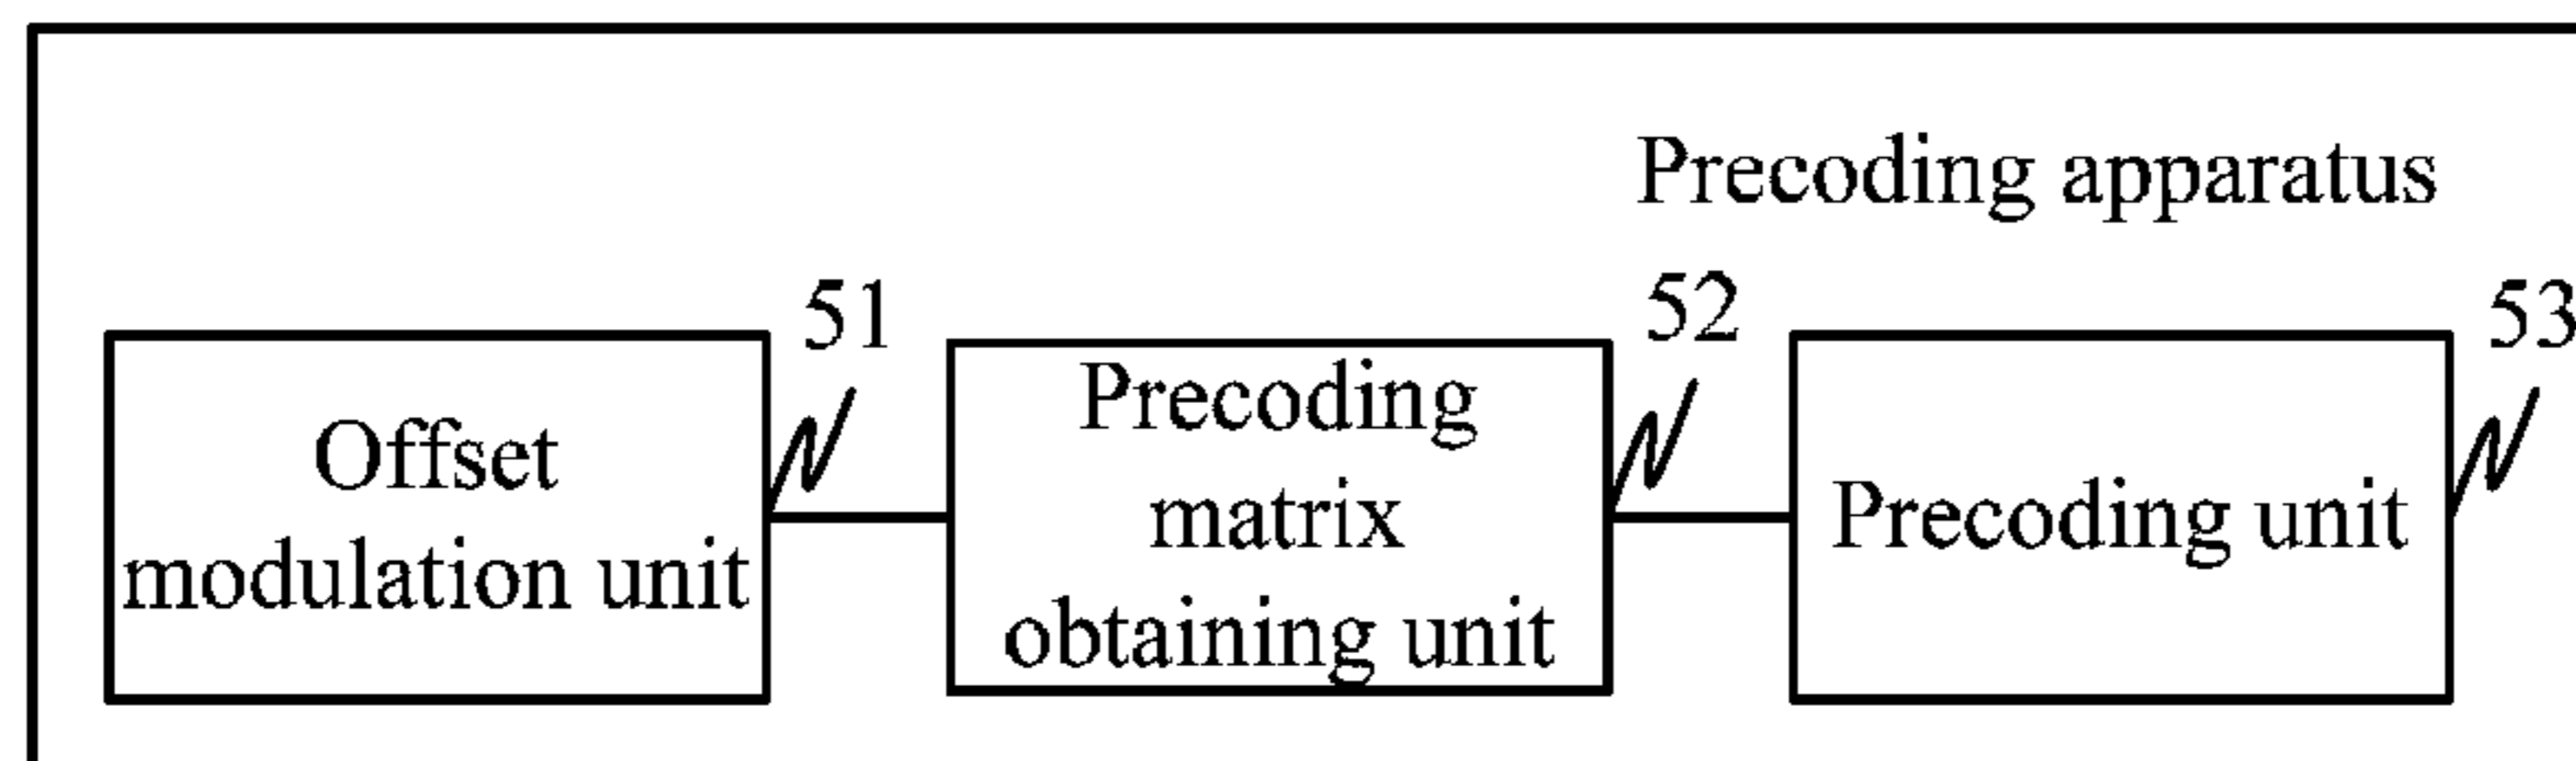 Precoding apparatus
51
52
53
Offset
modulation unit
Precoding
matrix
obtaining unit
Precoding unit